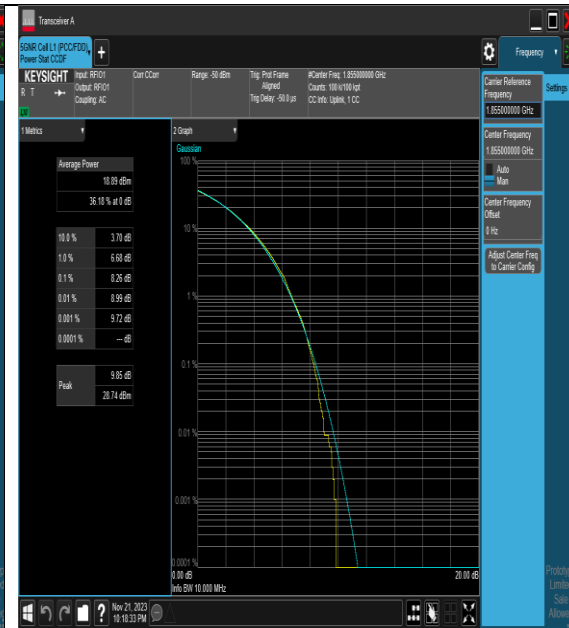 Transceiver A
5GNR Cell L1 (PCC/FDD),
Power Stat CCDF
Frequency
KEYSIGHT
R T
LW
Input: RFIO1
Output: RFIO1
Coupling: AC
Corr CCorr
Range: -50 dBm
Trig: Prot Frame
Aligned
Trig Delay: -50.0 µs
#Center Freq: 1.855000000 GHz
Counts: 100 k/100 kpt
CC Info: Uplink, 1 CC
Carrier Reference
Frequency
1.855000000 GHz
Settings
Center Frequency
1.855000000 GHz
Auto
Man
Center Frequency
Offset
0 Hz
Adjust Center Freq
to Carrier Config
1 Metrics
Average Power
18.89 dBm
36.18 % at 0 dB
10.0 % 3.70 dB
1.0 % 6.68 dB
0.1 % 8.26 dB
0.01 % 8.99 dB
0.001 % 9.72 dB
0.0001 % --- dB
Peak
9.85 dB
28.74 dBm
2 Graph
Gaussian
100 %
10 %
1 %
0.1 %
0.01 %
0.001 %
0.0001 %
0.00 dB
20.00 dB
Info BW 10.000 MHz
Nov 21, 2023
10:18:33 PM
?